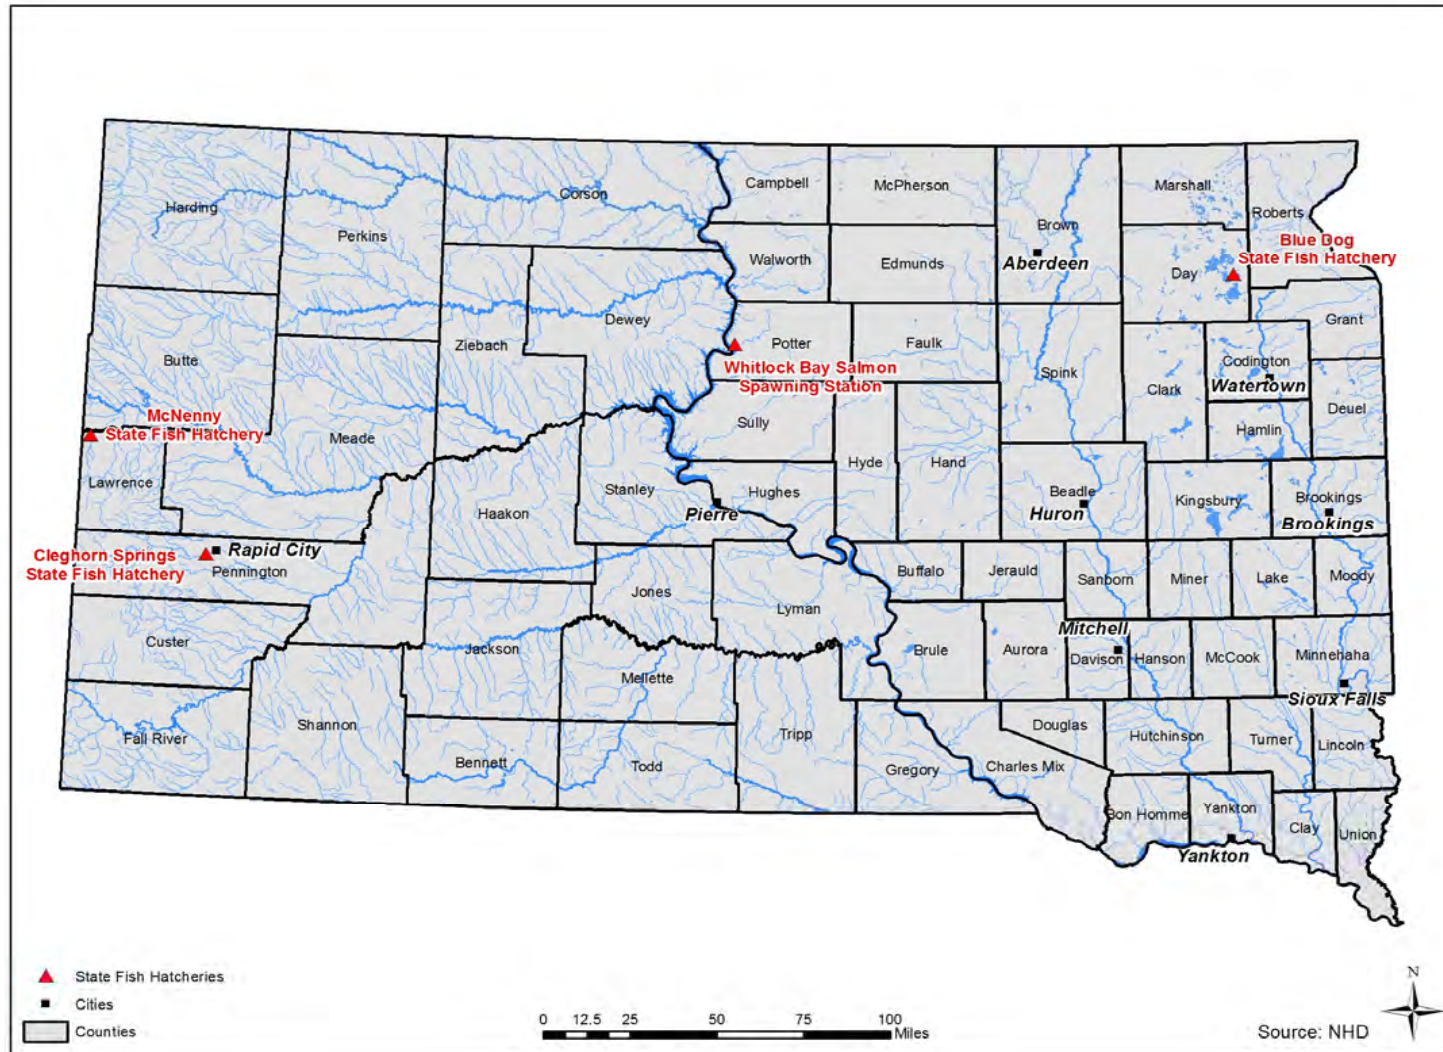 Campbell
McPherson
Marshall
Harding
Corson
Roberts
Perkins
Brown
Blue Dog
State Fish Hatchery
Walworth
Edmunds
Aberdeen
Day
Dewey
Grant
Butte
Ziebach
Potter
Faulk
Codington
Whitlock Bay Salmon
Spawning Station
Spink
Watertown
Clark
McNenny
State Fish Hatchery
Deuel
Sully
Hamlin
Meade
Lawrence
Hyde
Hand
Stanley
Hughes
Beadle
Kingsbury
Brookings
Haakon
Pierre
Huron
Brookings
Cleghorn Springs
State Fish Hatchery
Rapid City
Pennington
Buffalo
Jerauld
Sanborn
Miner
Lake
Moody
Jones
Lyman
Custer
Mitchell
Jackson
Brule
Aurora
Davison
Hanson
McCook
Minnehaha
Mellette
Sioux Falls
Fall River
Shannon
Tripp
Douglas
Hutchinson
Turner
Lincoln
Bennett
Todd
Gregory
Charles Mix
Bon Homme
Yankton
Clay
Union
Yankton
State Fish Hatcheries
Cities
Counties
0 12.5 25 50 75 100
Miles
N
Source: NHD